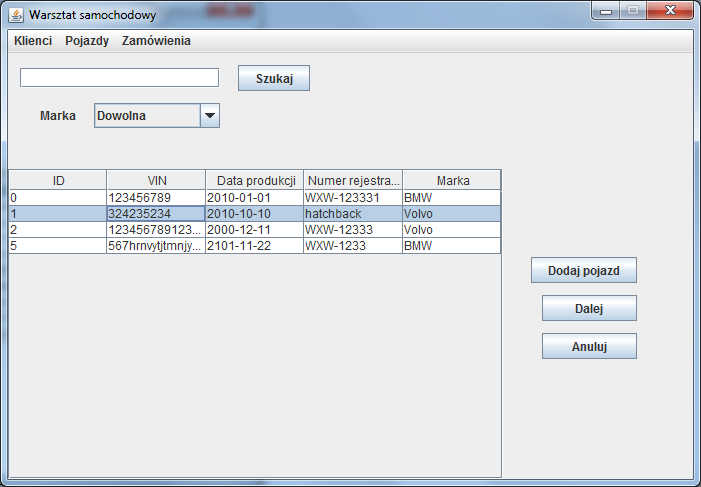 Warsztat samochodowy
Klienci Pojazdy Zamówienia
Szukaj
Marka Dowolna
ID VIN Data produkcji Numer rejestra... Marka
0 123456789 2010-01-01 WXW-123331 BMW
1 324235234 2010-10-10 hatchback Volvo
2 123456789123... 2000-12-11 WXW-12333 Volvo
5 567hrnvytjtmnjy... 2101-11-22 WXW-1233 BMW
Dodaj pojazd
Dalej
Anuluj